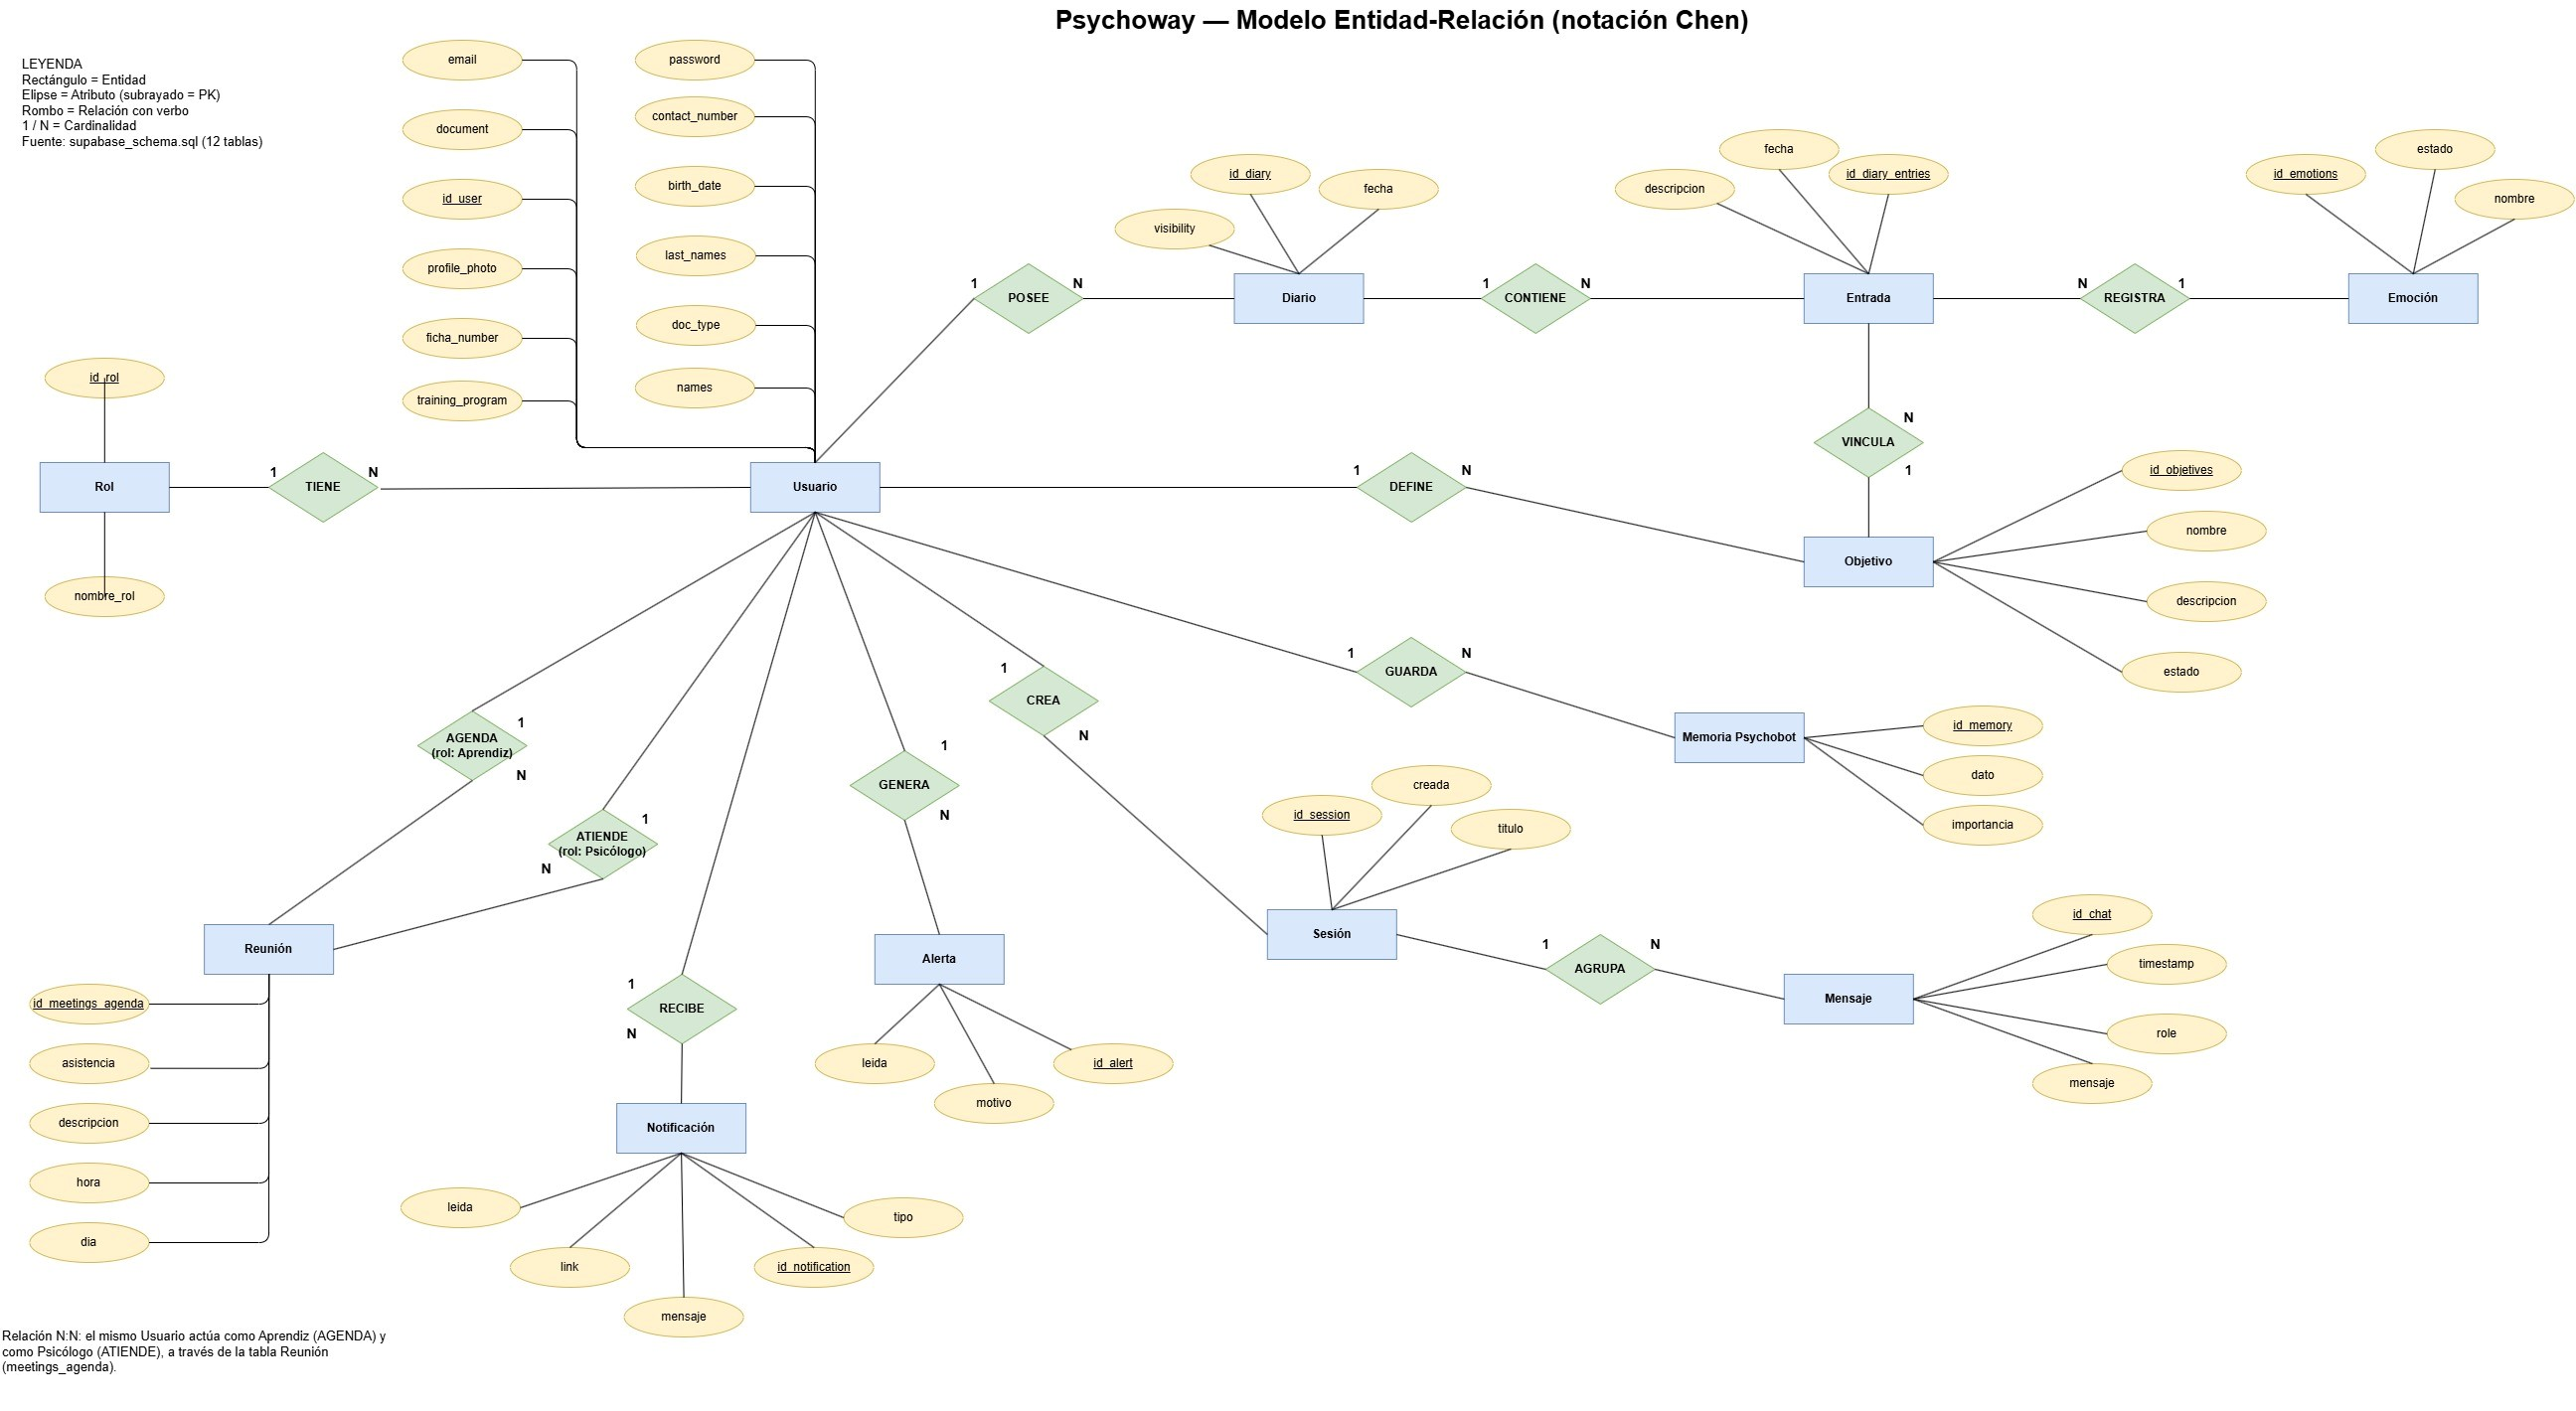 Psychoway — Modelo Entidad-Relación (notación Chen)
LEYENDA
Rectángulo = Entidad
Elipse = Atributo (subrayado = PK)
Rombo = Relación con verbo
1 / N = Cardinalidad
Fuente: supabase_schema.sql (12 tablas)
email
password
document
contact_number
id_user
birth_date
profile_photo
last_names
ficha_number
doc_type
training_program
names
id_rol
Rol
nombre_rol
1
TIENE
N
Usuario
1
POSEE
N
visibility
id_diary
fecha
Diario
1
CONTIENE
N
descripcion
fecha
id_diary_entries
Entrada
N
REGISTRA
1
id_emotions
estado
nombre
Emoción
N
VINCULA
1
1
DEFINE
N
Objetivo
id_objetives
nombre
descripcion
estado
1
GUARDA
N
Memoria Psychobot
id_memory
dato
importancia
1
CREA
N
id_session
creada
titulo
Sesión
1
AGRUPA
N
Mensaje
id_chat
timestamp
role
mensaje
1
GENERA
N
Alerta
leida
motivo
id_alert
AGENDA
(rol: Aprendiz)
1
N
ATIENDE
(rol: Psicólogo)
1
N
Reunión
id_meetings_agenda
asistencia
descripcion
hora
dia
1
RECIBE
N
Notificación
leida
link
mensaje
id_notification
tipo
Relación N:N: el mismo Usuario actúa como Aprendiz (AGENDA) y
como Psicólogo (ATIENDE), a través de la tabla Reunión
(meetings_agenda).